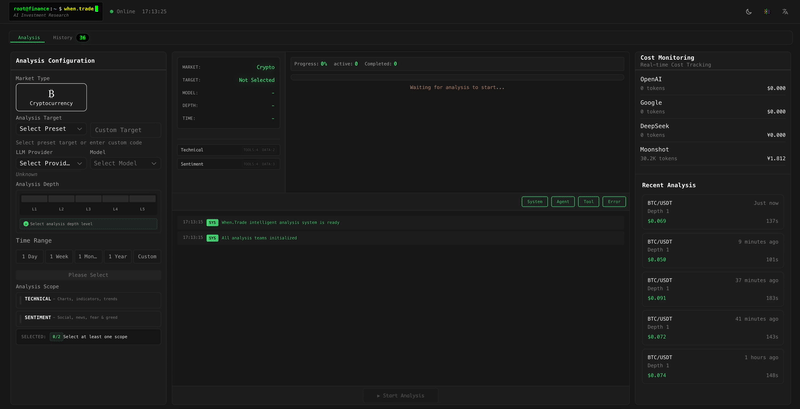 root@finance:~ $ when.trade
AI Investment Research
Online 17:13:25
Analysis History 36
Analysis Configuration
Market Type
Cryptocurrency
Analysis Target
Select Preset Custom Target
Select preset target or enter custom code
LLM Provider Model
Select Provid… Select Model
Unknown
Analysis Depth
L1 L2 L3 L4 L5
Select analysis depth level
Time Range
1 Day 1 Week 1 Mon… 1 Year Custom
Please Select
Analysis Scope
TECHNICAL Charts, indicators, trends
SENTIMENT Social, news, fear & greed
SELECTED: 0/2 Select at least one scope
MARKET: Crypto
TARGET: Not Selected
MODEL: -
DEPTH: -
TIME: -
Technical
Sentiment
Progress: 0% active: 0 Completed: 0
Waiting for analysis to start...
System Agent Tool Error
17:13:15 SYS When.Trade intelligent analysis system is ready
17:13:15 SYS All analysis teams initialized
▶ Start Analysis
Cost Monitoring
Real-time Cost Tracking
OpenAI
0 tokens $0.000
Google
0 tokens $0.000
DeepSeek
0 tokens ¥0.000
Moonshot
38.2K tokens ¥1.812
Recent Analysis
BTC/USDT Just now
Depth 1
$0.069 137s
BTC/USDT 9 minutes ago
Depth 1
$0.050 101s
BTC/USDT 37 minutes ago
Depth 1
$0.091 183s
BTC/USDT 41 minutes ago
Depth 1
$0.072 143s
BTC/USDT 1 hours ago
Depth 1
$0.074 148s